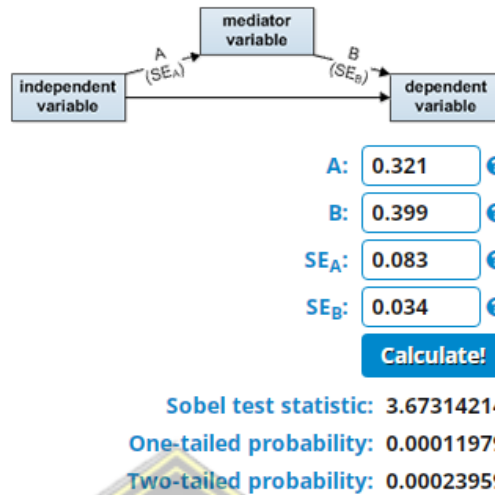 mediator
variable
A
(SEA)
B
(SEB)
independent
variable
dependent
variable
A: 0.321
B: 0.399
SEA: 0.083
SEB: 0.034
Calculate!
Sobel test statistic: 3.6731421
One-tailed probability: 0.0001197
Two-tailed probability: 0.0002395